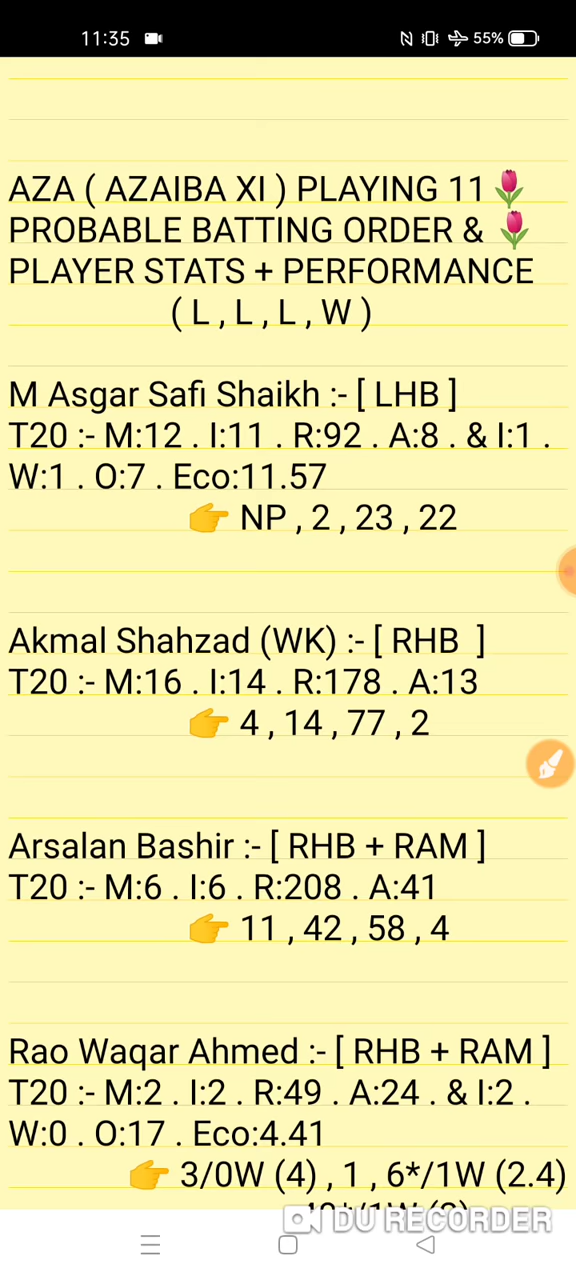 11:35 55%
AZA ( AZAIBA XI ) PLAYING 11🌷
PROBABLE BATTING ORDER & 🌷
PLAYER STATS + PERFORMANCE
( L , L , L , W )
M Asgar Safi Shaikh :- [ LHB ]
T20 :- M:12 . I:11 . R:92 . A:8 . & I:1 .
W:1 . O:7 . Eco:11.57
👉 NP , 2 , 23 , 22
Akmal Shahzad (WK) :- [ RHB ]
T20 :- M:16 . I:14 . R:178 . A:13
👉 4 , 14 , 77 , 2
Arsalan Bashir :- [ RHB + RAM ]
T20 :- M:6 . I:6 . R:208 . A:41
👉 11 , 42 , 58 , 4
Rao Waqar Ahmed :- [ RHB + RAM ]
T20 :- M:2 . I:2 . R:49 . A:24 . & I:2 .
W:0 . O:17 . Eco:4.41
👉 3/0W (4) , 1 , 6*/1W (2.4)
DU RECORDER